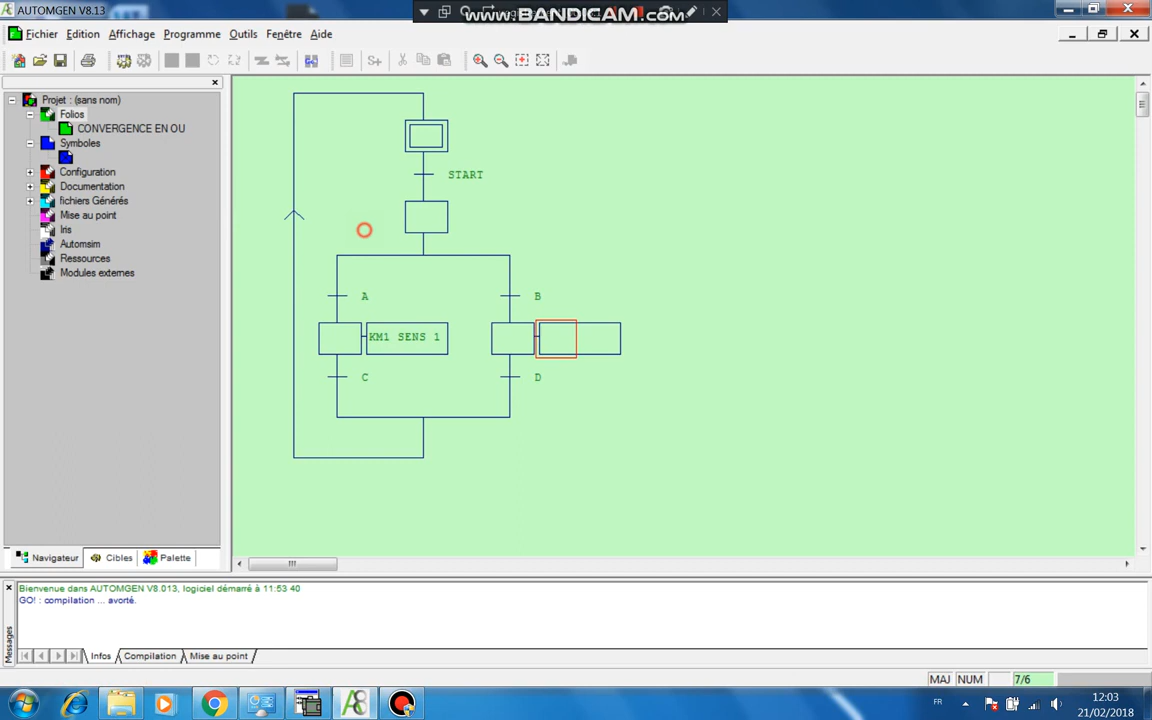 AUTOMGEN V8.13
www.BANDICAM.com
Fichier Edition Affichage Programme Outils Fenêtre Aide
Projet : (sans nom)
Folios
CONVERGENCE EN OU
Symboles
Configuration
Documentation
fichiers Générés
Mise au point
Iris
Automsim
Ressources
Modules externes
START
A
B
KM1 SENS 1
C
D
Navigateur Cibles Palette
Bienvenue dans AUTOMGEN V8.013, logiciel démarré à 11:53 40
GO! : compilation ... avorté.
Messages
Infos Compilation Mise au point
MAJ NUM 7/6
FR
12:03
21/02/2018